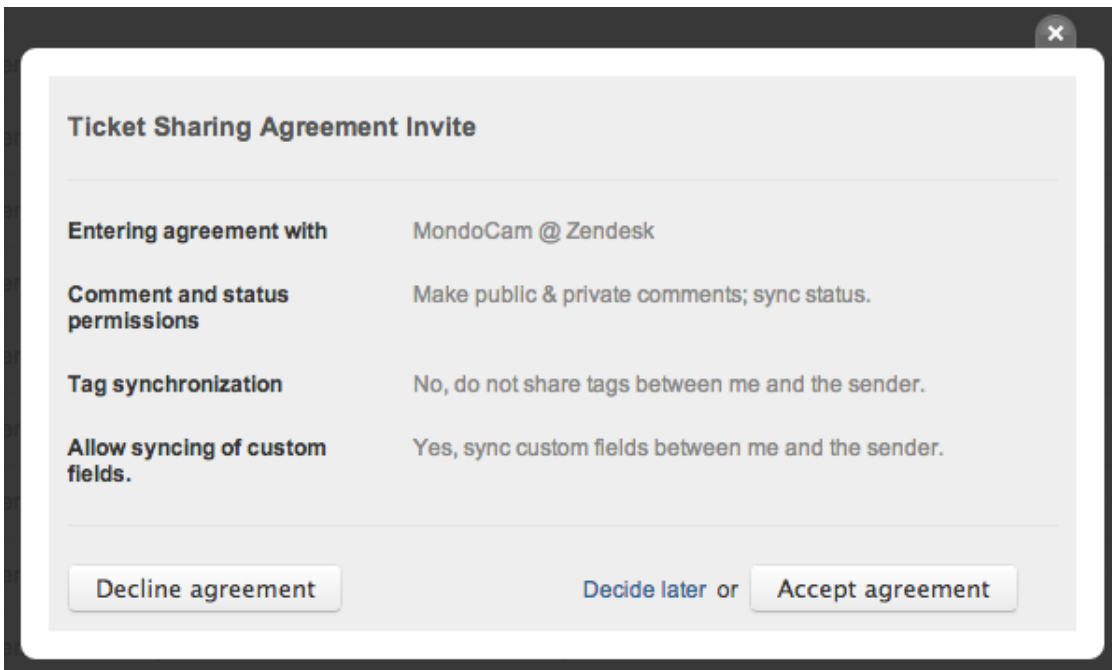 Ticket Sharing Agreement Invite
Entering agreement with MondoCam @ Zendesk
Comment and status Make public & private comments; sync status.
permissions
Tag synchronization No, do not share tags between me and the sender.
Allow syncing of custom Yes, sync custom fields between me and the sender.
fields.
Decline agreement Decide later or Accept agreement